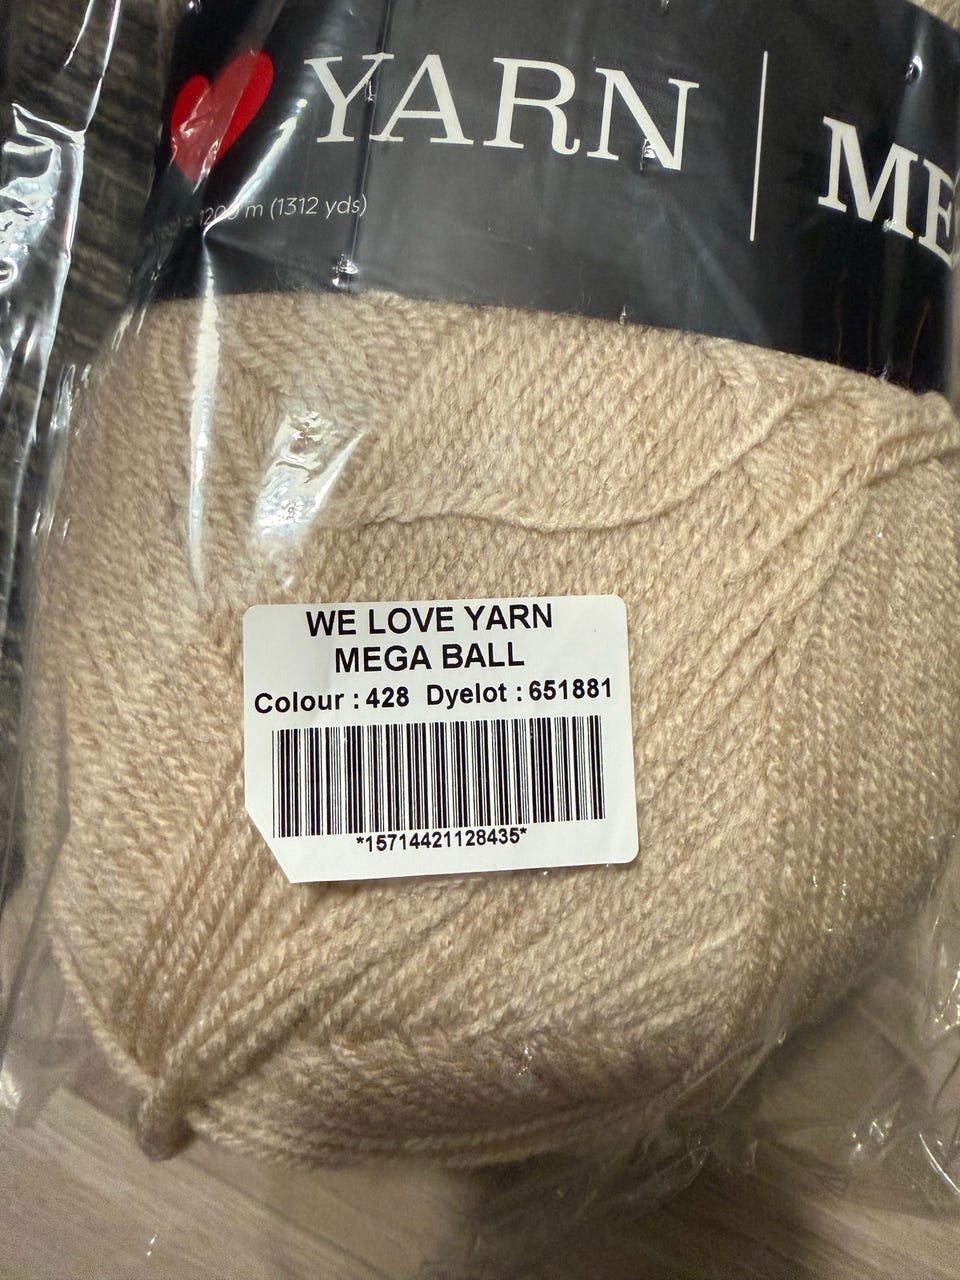 YARN | ME
1200 m (1312 yds)
WE LOVE YARN
MEGA BALL
Colour : 428 Dyelot : 651881
*15714421128435*